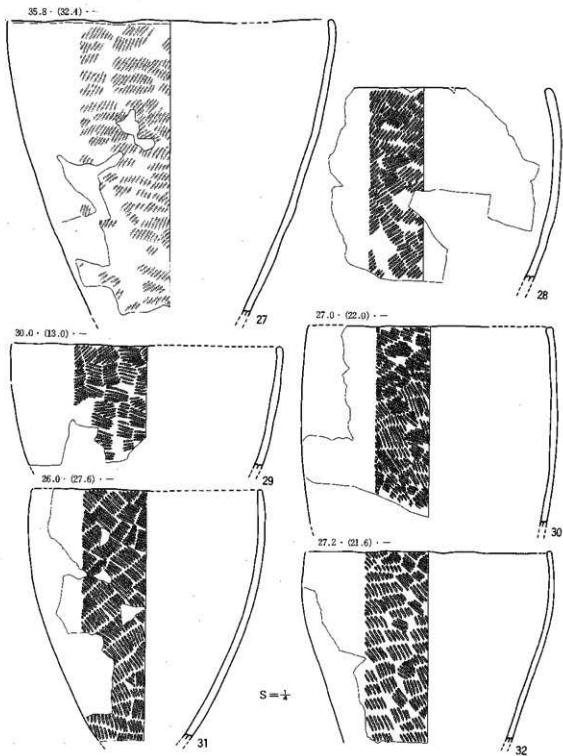 35.8 · (32.4) · —
27
28
30.0 · (13.0) · —
29
27.0 · (22.0) · —
30
26.0 · (27.6) · —
31
27.2 · (21.6) · —
32
S=1/4